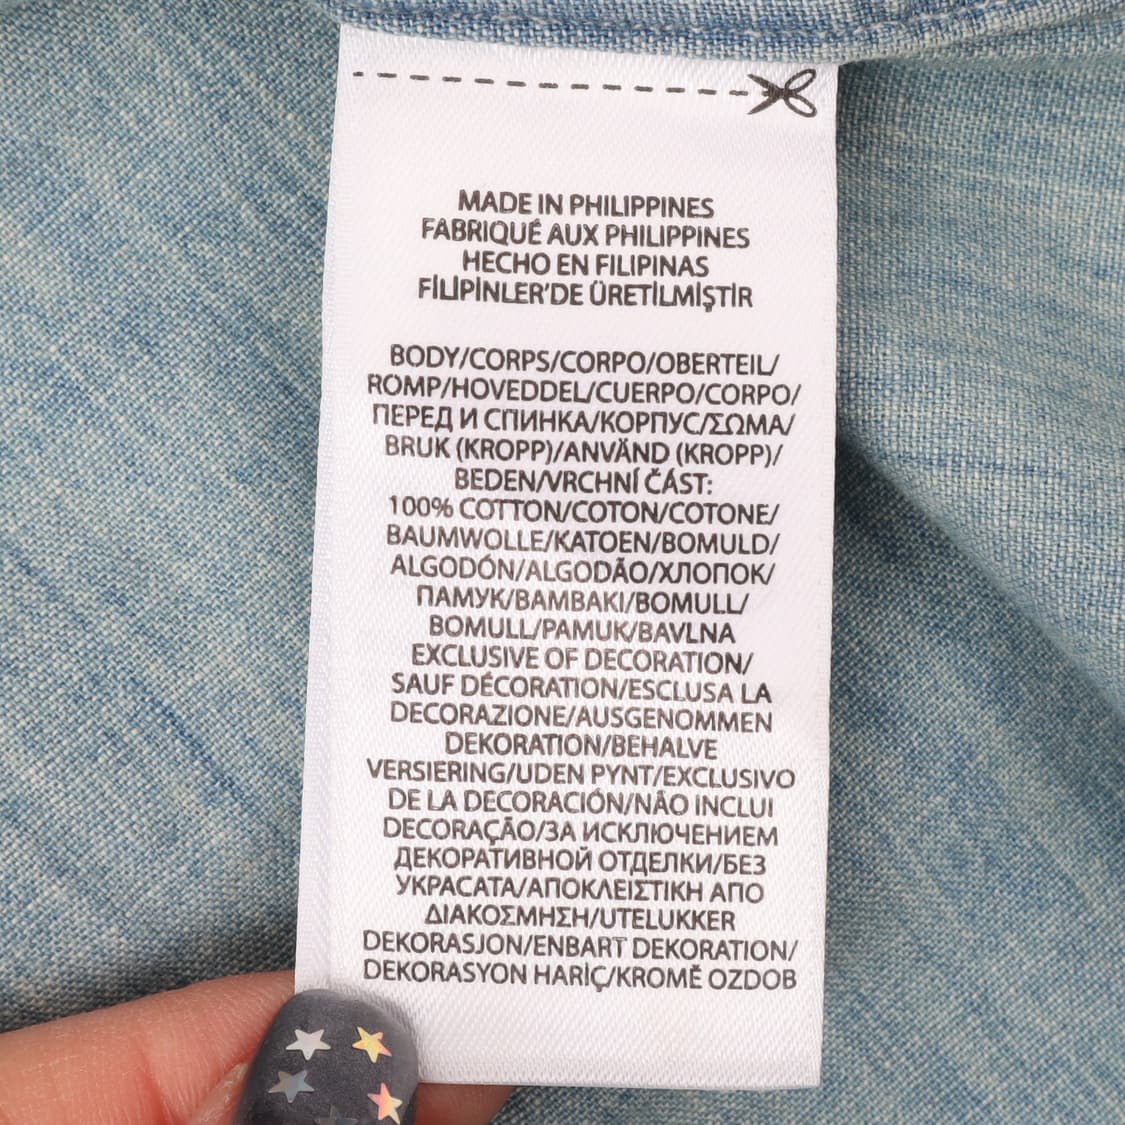 MADE IN PHILIPPINES
FABRIQUÉ AUX PHILIPPINES
HECHO EN FILIPINAS
FİLİPİNLER'DE ÜRETİLMİŞTİR
BODY/CORPS/CORPO/OBERTEIL/
ROMP/HOVEDDEL/CUERPO/CORPO/
ПЕРЕД И СПИНКА/КОРПУС/ΣΩΜΑ/
BRUK (KROPP)/ANVÄND (KROPP)/
BEDEN/VRCHNÍ ČÁST:
100% COTTON/COTON/COTONE/
BAUMWOLLE/KATOEN/BOMULD/
ALGODÓN/ALGODÃO/ХЛОПОК/
ПАМУК/BAMBAKI/BOMULL/
BOMULL/PAMUK/BAVLNA
EXCLUSIVE OF DECORATION/
SAUF DÉCORATION/ESCLUSA LA
DECORAZIONE/AUSGENOMMEN
DEKORATION/BEHALVE
VERSIERING/UDEN PYNT/EXCLUSIVO
DE LA DECORACIÓN/NÃO INCLUI
DECORAÇÃO/ЗА ИСКЛЮЧЕНИЕМ
ДЕКОРАТИВНОЙ ОТДЕЛКИ/БЕЗ
УКРАСАТА/ΑΠΟΚΛΕΙΣΤΙΚΗ ΑΠΟ
ΔΙΑΚΟΣΜΗΣΗ/UTELUKKER
DEKORASJON/ENBART DEKORATION/
DEKORASYON HARİÇ/KROMĚ OZDOB